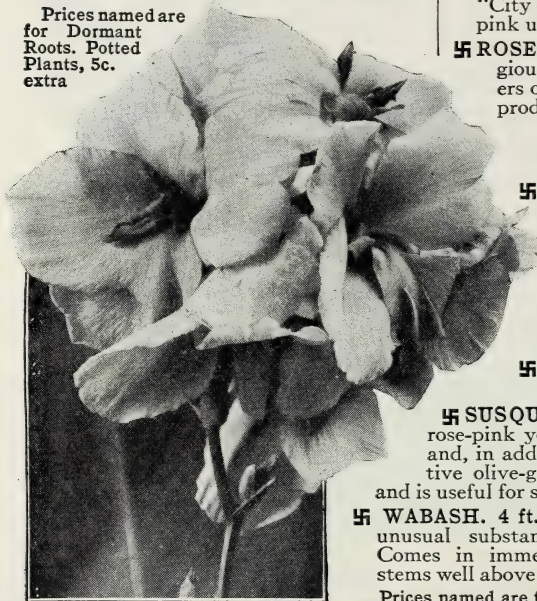 Prices named are
for Dormant
Roots. Potted
Plants, 5c.
extra
"City
pink u
卐 ROSE
giou
ers o
prod
卐
卐
卐 SUSQU
rose-pink y
and, in add
tive olive-g
and is useful for s
卐 WABASH. 4 ft.
unusual substan
Comes in imme
stems well above
Prices named are f